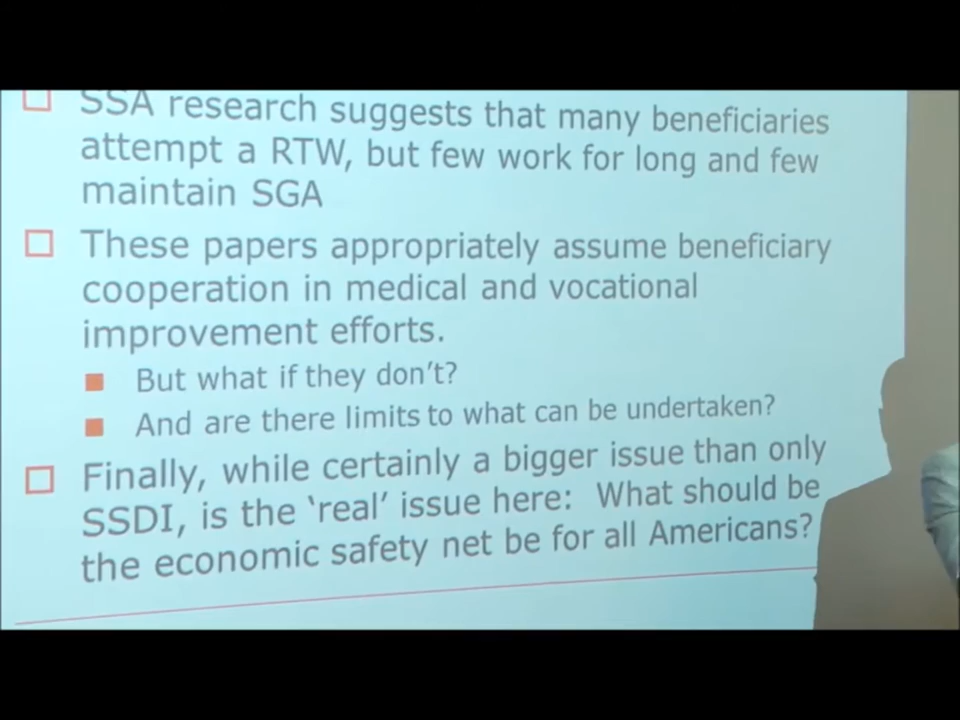 SSA research suggests that many beneficiaries
attempt a RTW, but few work for long and few
maintain SGA
These papers appropriately assume beneficiary
cooperation in medical and vocational
improvement efforts.
But what if they don't?
And are there limits to what can be undertaken?
Finally, while certainly a bigger issue than only
SSDI, is the 'real' issue here: What should be
the economic safety net be for all Americans?